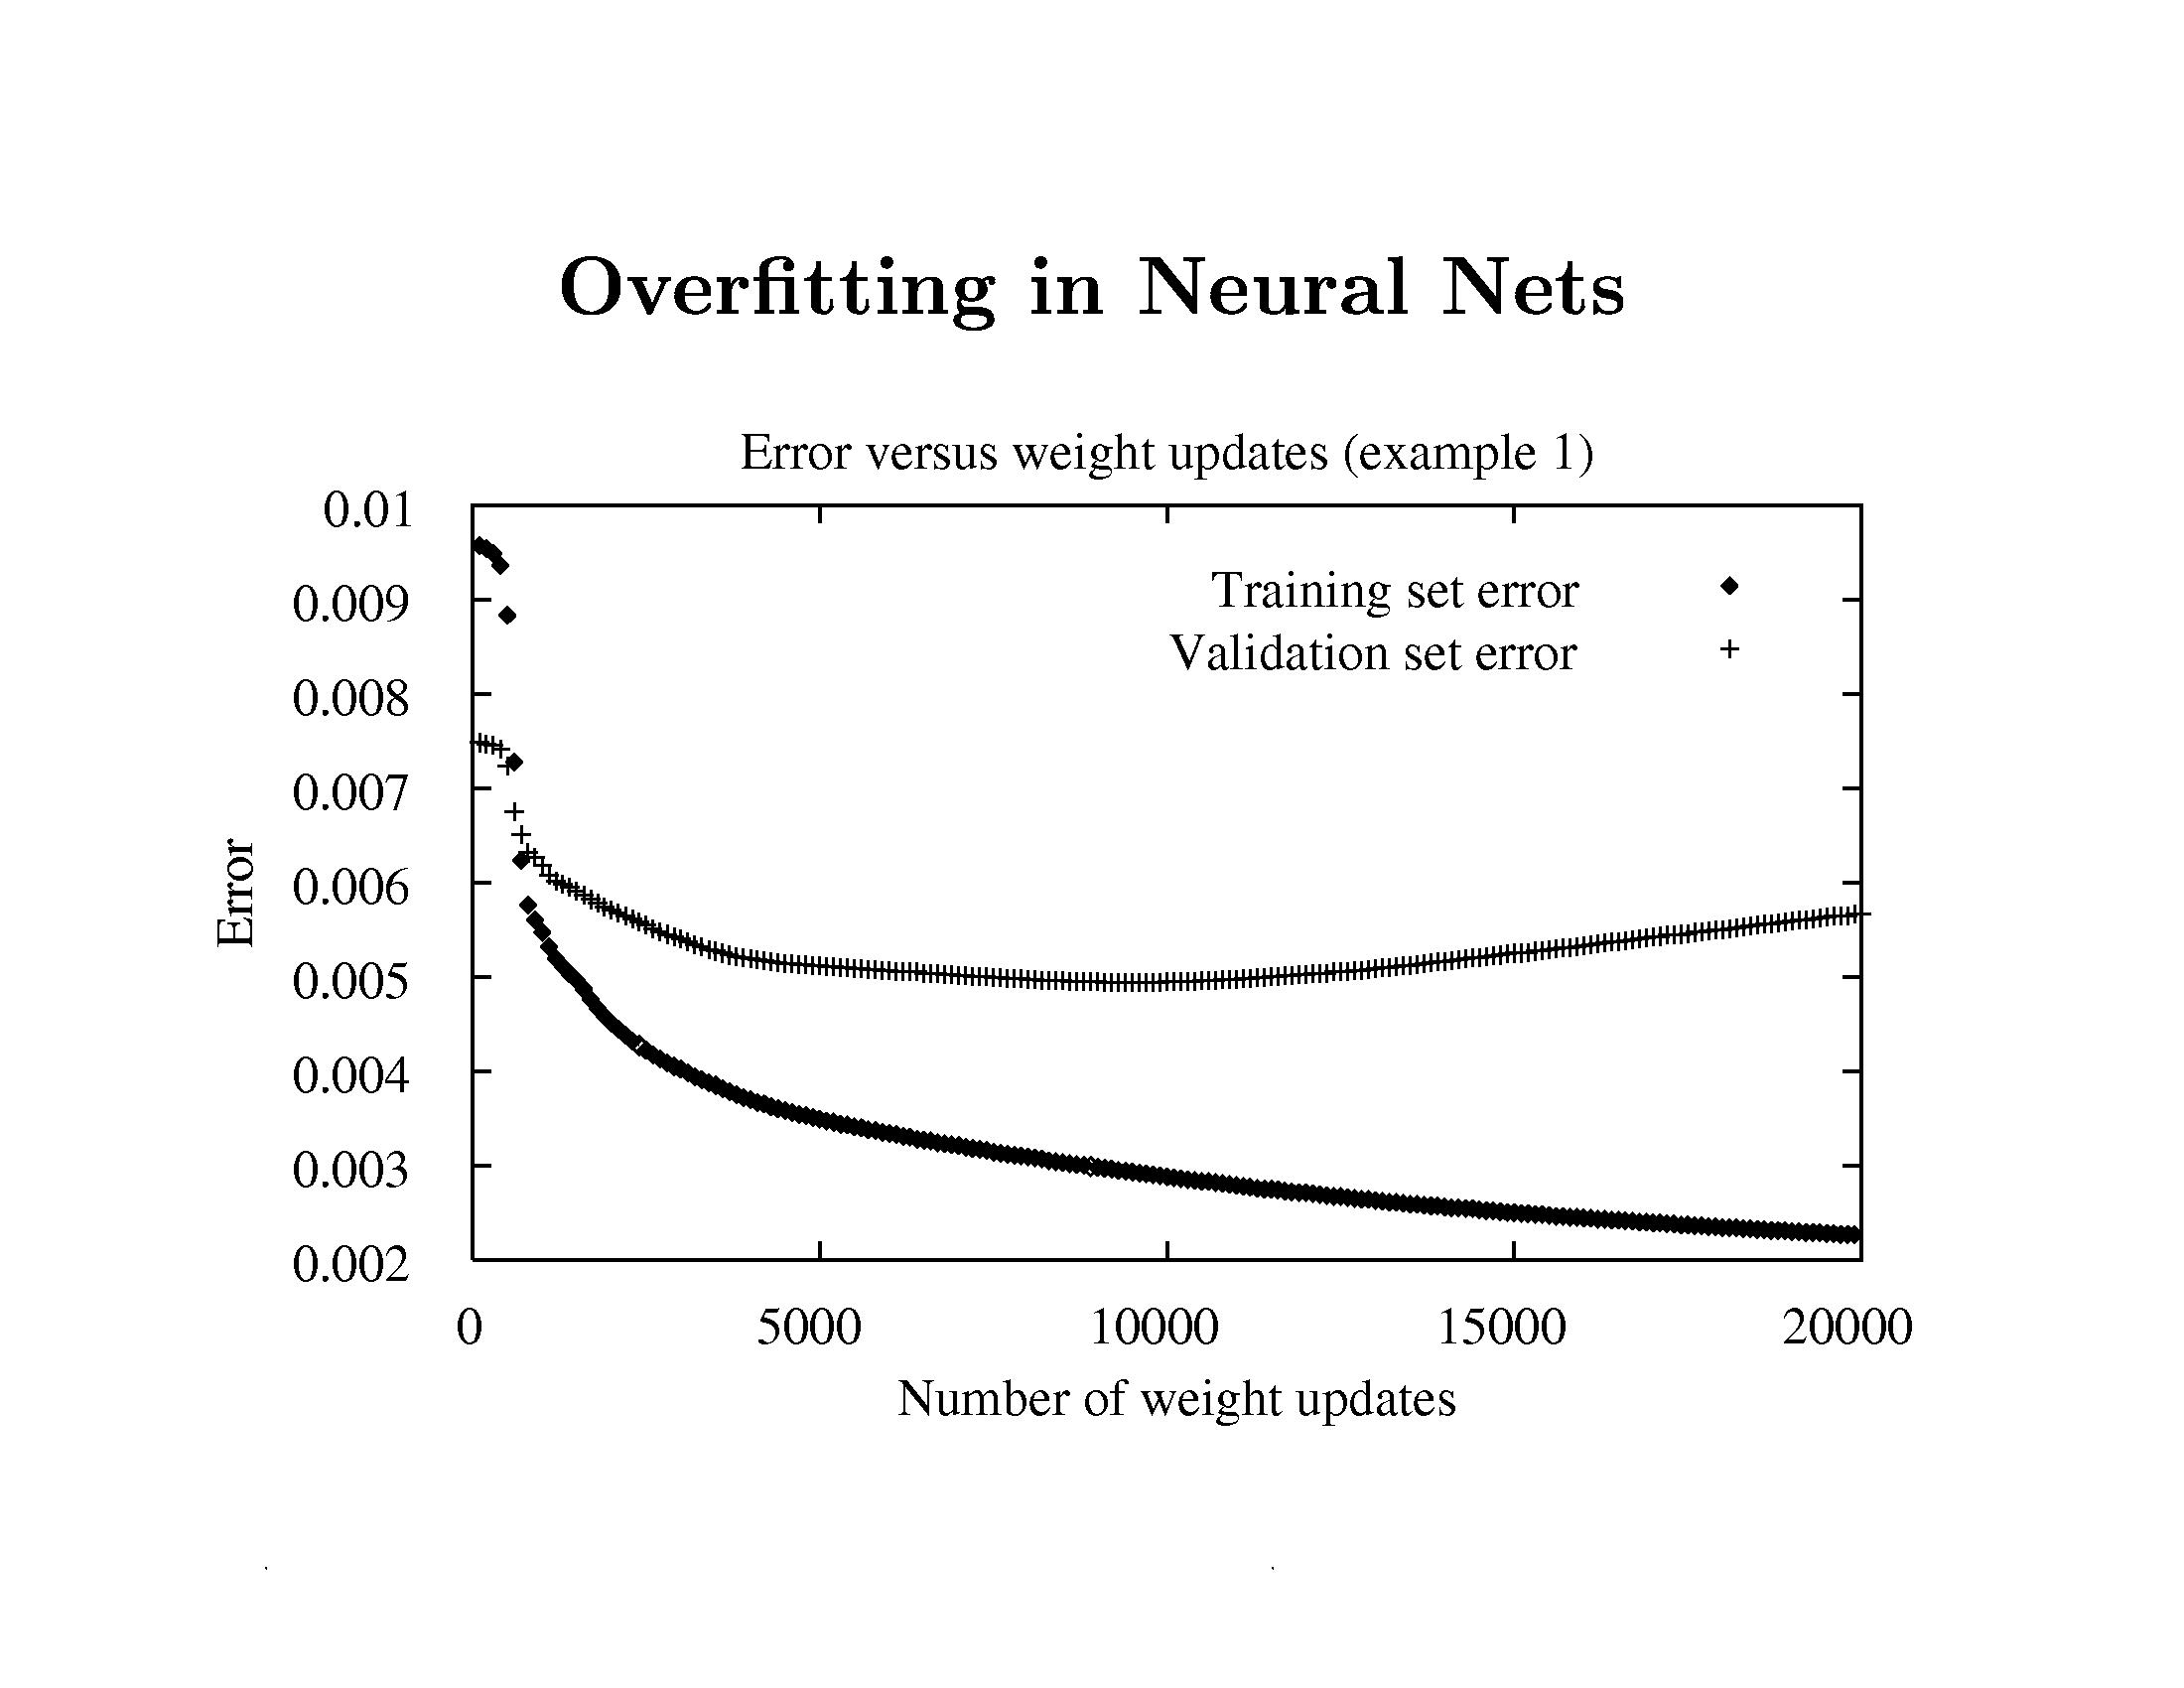 Overfitting in Neural Nets
Error versus weight updates (example 1)
0.01
0.009
0.008
0.007
0.006
0.005
0.004
0.003
0.002
Error
Training set error
Validation set error
0 5000 10000 15000 20000
Number of weight updates